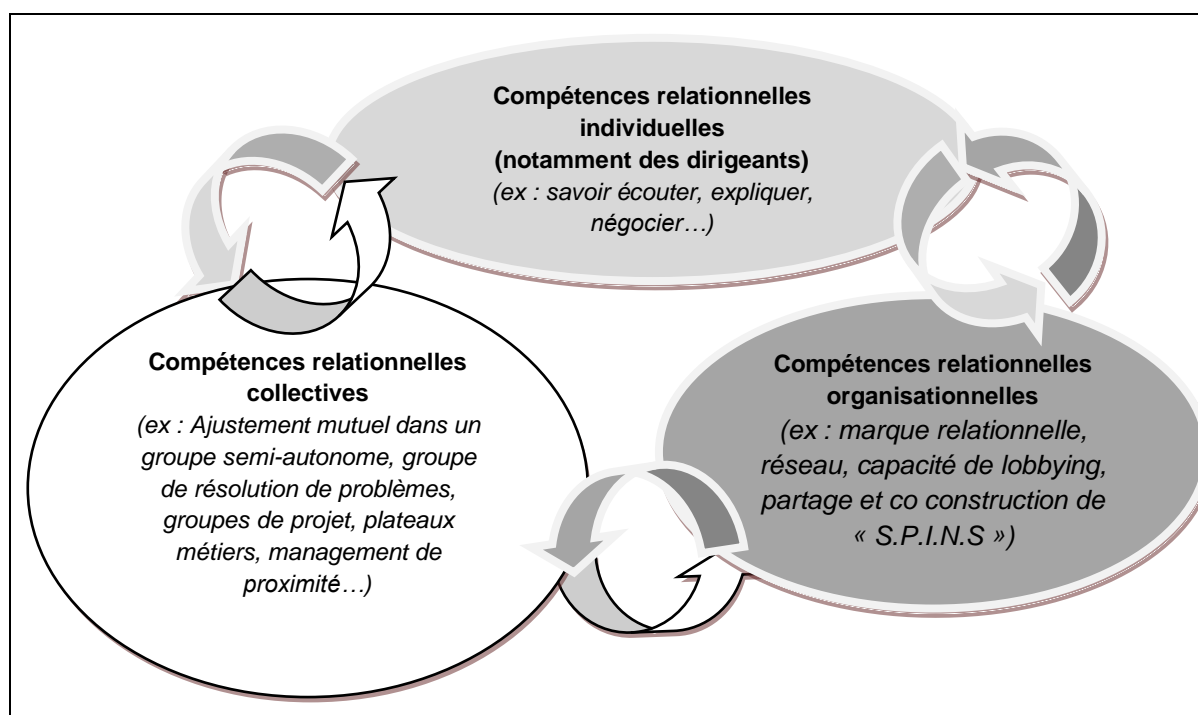 Compétences relationnelles
individuelles
(notamment des dirigeants)
(ex : savoir écouter, expliquer,
négocier…)
Compétences relationnelles
collectives
(ex : Ajustement mutuel dans un
groupe semi-autonome, groupe
de résolution de problèmes,
groupes de projet, plateaux
métiers, management de
proximité…)
Compétences relationnelles
organisationnelles
(ex : marque relationnelle,
réseau, capacité de lobbying,
partage et co construction de
« S.P.I.N.S »)